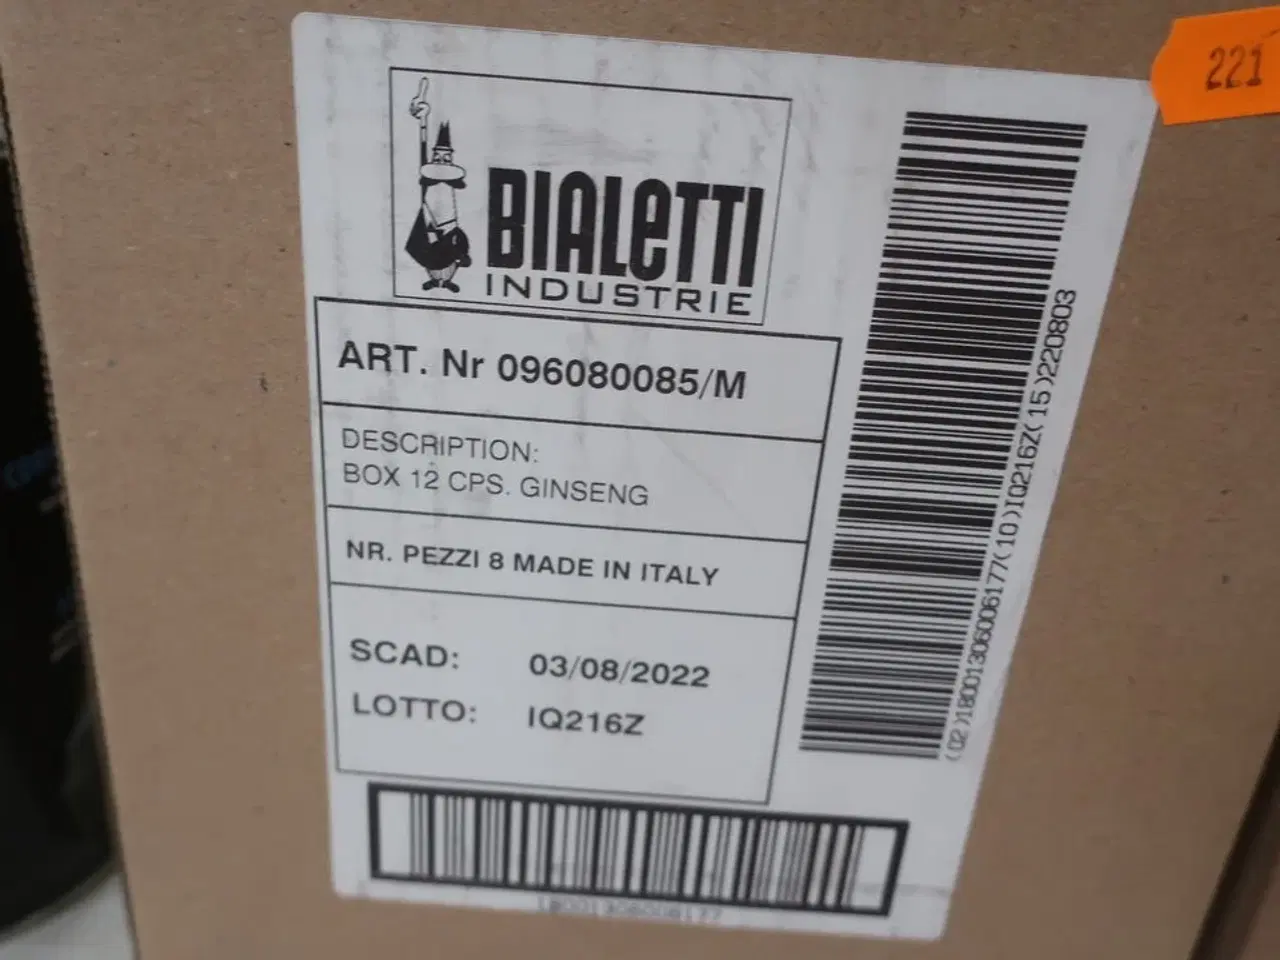 221
BIALETTI
INDUSTRIE
ART. Nr 096080085/M
DESCRIPTION:
BOX 12 CPS. GINSENG
NR. PEZZI 8 MADE IN ITALY
SCAD: 03/08/2022
LOTTO: IQ216Z
(02)18001306006177(10)IQ216Z(15)220803